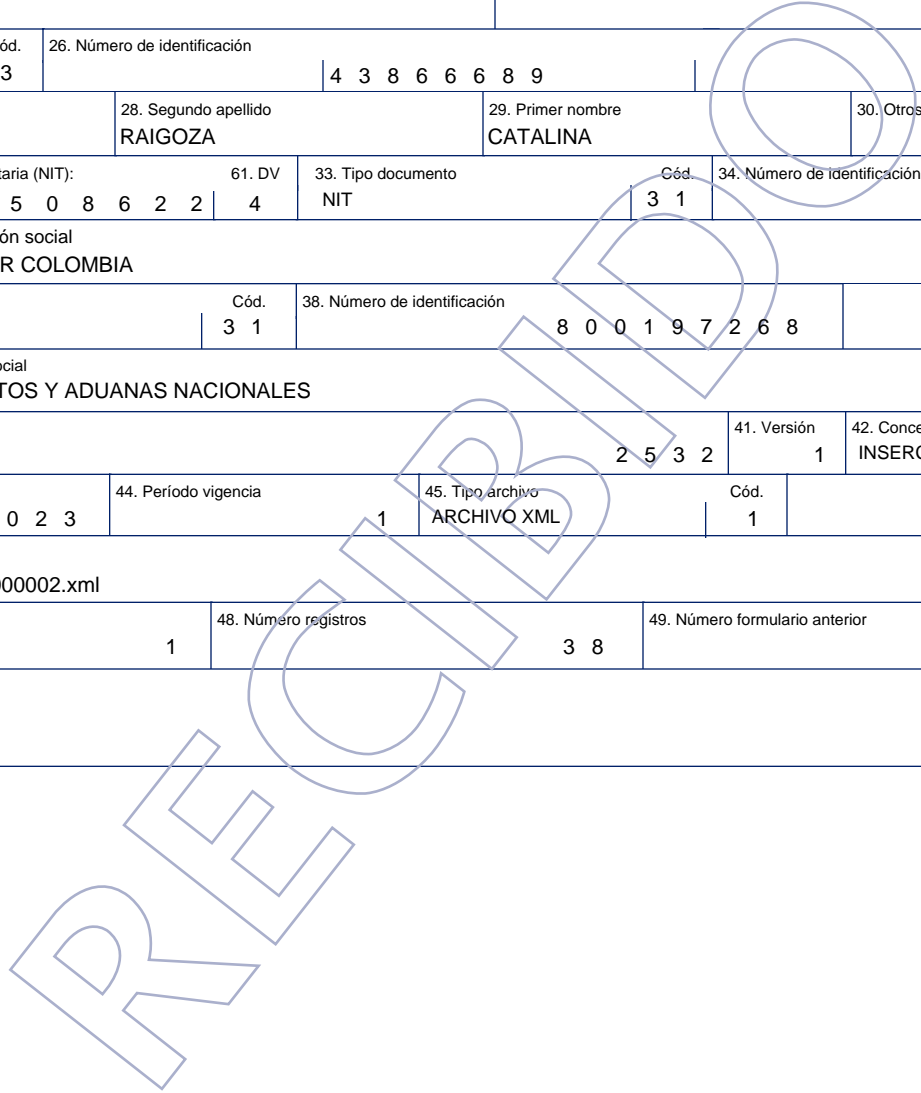 ód. 26. Número de identificación
3 4 3 8 6 6 6 8 9
28. Segundo apellido 29. Primer nombre 30. Otros
RAIGOZA CATALINA
taria (NIT): 61. DV 33. Tipo documento Cód. 34. Número de identificación
5 0 8 6 2 2 4 NIT 3 1
ón social
R COLOMBIA
Cód. 38. Número de identificación
3 1 8 0 0 1 9 7 2 6 8
ocial
TOS Y ADUANAS NACIONALES
41. Versión 42. Conce
2 5 3 2 1 INSERC
44. Período vigencia 45. Tipo archivo Cód.
0 2 3 1 ARCHIVO XML 1
000002.xml
48. Número registros 49. Número formulario anterior
1 3 8
RECIBIDO